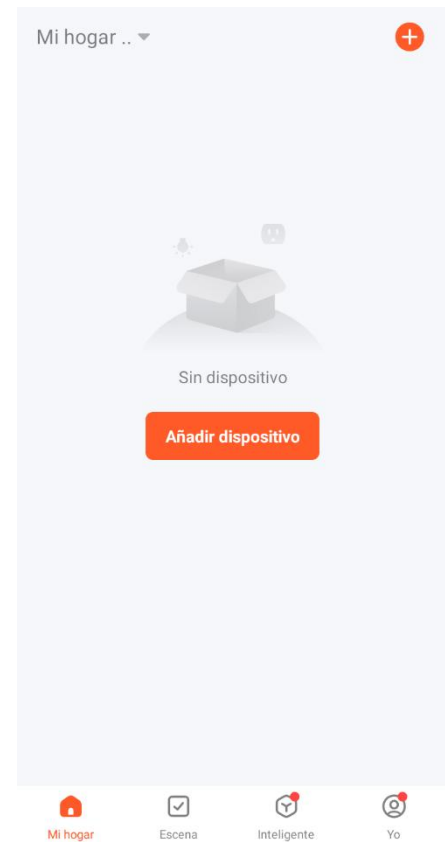 Mi hogar ..
Sin dispositivo
Añadir dispositivo
Mi hogar
Escena
Inteligente
Yo